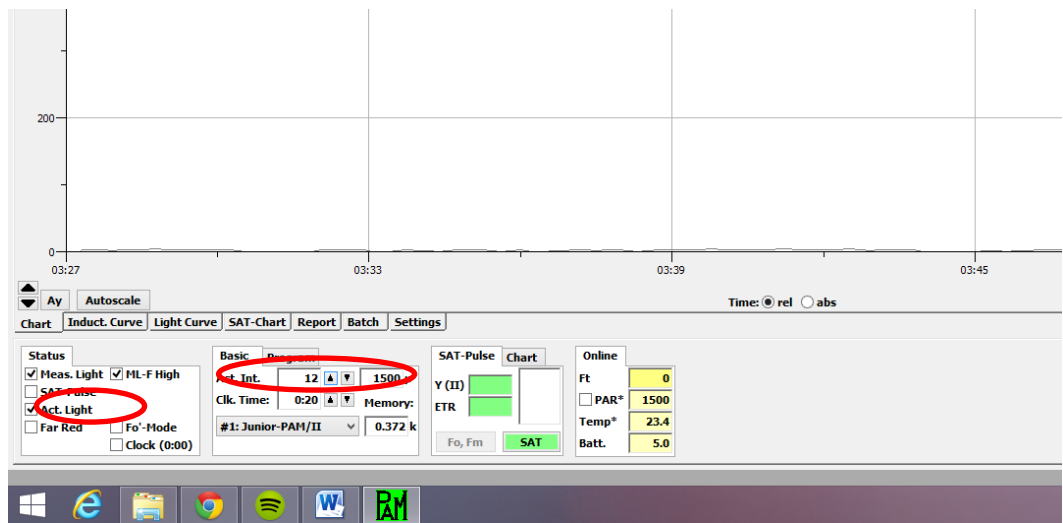 200
0
03:27 03:33 03:39 03:45
Ay Autoscale Time: rel abs
Chart Induct. Curve Light Curve SAT-Chart Report Batch Settings
Status
Meas. Light ML-F High
SAT-Pulse
Act. Light
Far Red Fo'-Mode
Clock (0:00)
Basic Program
Act. Int. 12 1500
Clk. Time: 0:20 Memory:
#1: Junior-PAM/II 0.372 k
SAT-Pulse Chart
Y (II)
ETR
Fo, Fm SAT
Online
Ft 0
PAR* 1500
Temp* 23.4
Batt. 5.0
W PAM